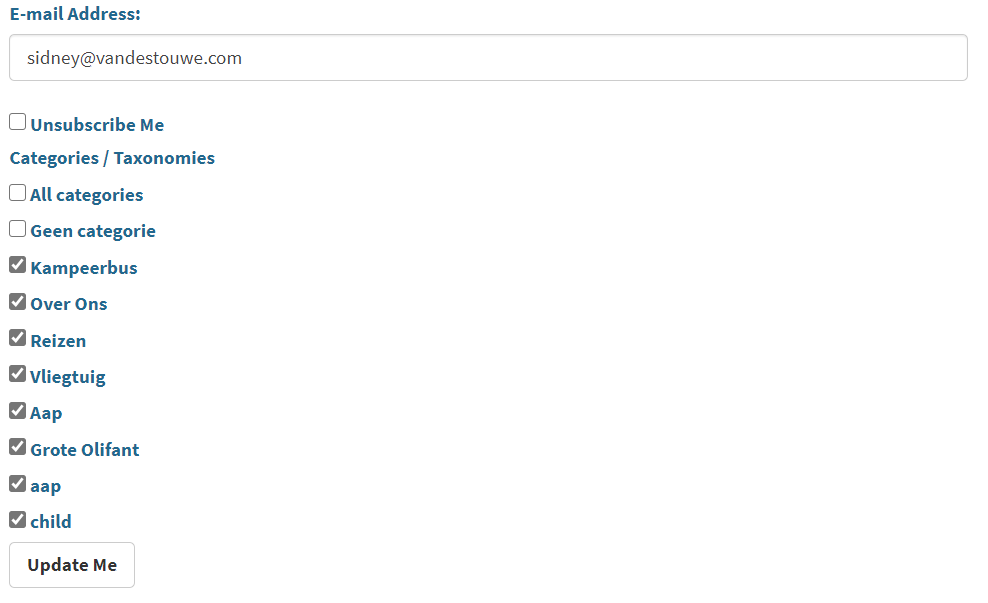 E-mail Address:
sidney@vandestouwe.com
Unsubscribe Me
Categories / Taxonomies
All categories
Geen categorie
Kampeerbus
Over Ons
Reizen
Vliegtuig
Aap
Grote Olifant
aap
child
Update Me